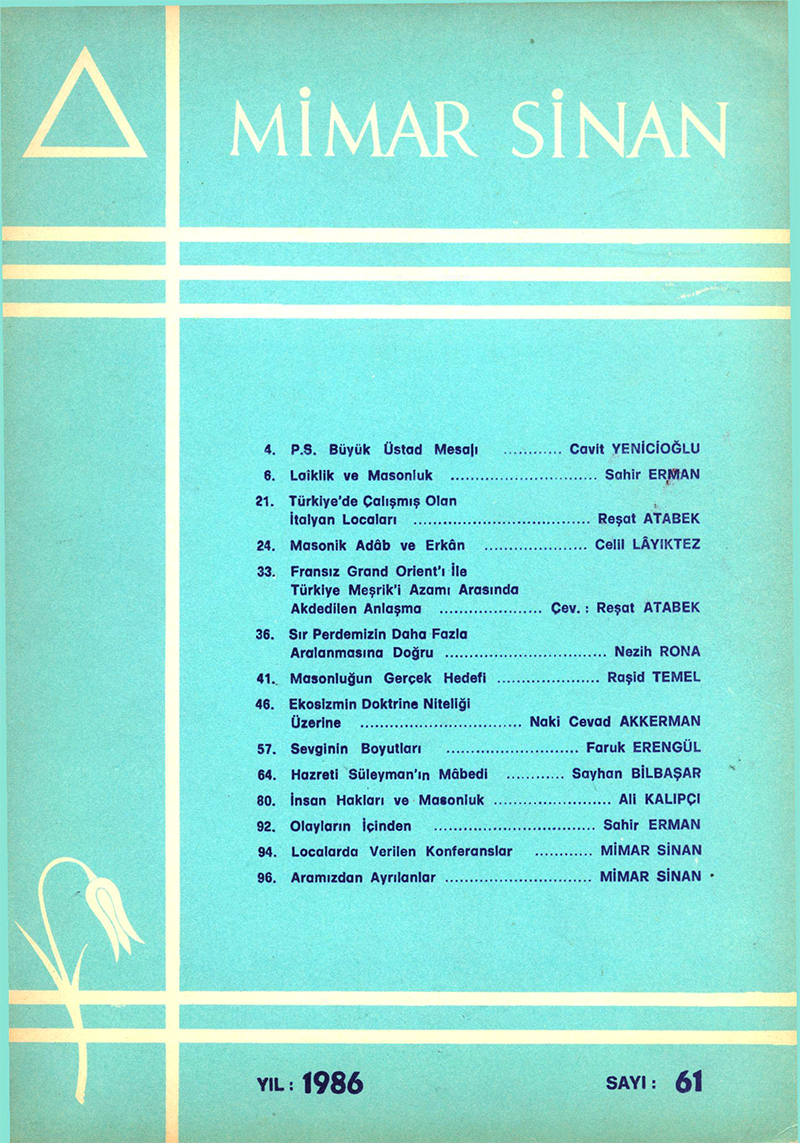 MİMAR SİNAN
4. P.S. Büyük Üstad Mesajı ............ Cavit YENİCİOĞLU
6. Laiklik ve Masonluk ............................. Sahir ERMAN
21. Türkiye'de Çalışmış Olan
İtalyan Locaları .................................. Reşat ATABEK
24. Masonik Adâb ve Erkân .................... Celil LÂYIKTEZ
33. Fransız Grand Orient'ı İle
Türkiye Meşrik'i Azamı Arasında
Akdedilen Anlaşma .................... Çev. : Reşat ATABEK
36. Sır Perdemizin Daha Fazla
Aralanmasına Doğru ................................ Nezih RONA
41. Masonluğun Gerçek Hedefi .................... Raşid TEMEL
46. Ekosizmin Doktrine Niteliği
Üzerine ................................ Naki Cevad AKKERMAN
57. Sevginin Boyutları .......................... Faruk ERENGÜL
64. Hazreti Süleyman'ın Mâbedi ............ Sayhan BİLBAŞAR
80. İnsan Hakları ve Masonluk ....................... Ali KALIPÇI
92. Olayların İçinden ................................ Sahir ERMAN
94. Localarda Verilen Konferanslar ............ MİMAR SİNAN
96. Aramızdan Ayrılanlar ............................. MİMAR SİNAN
YIL : 1986 SAYI : 61